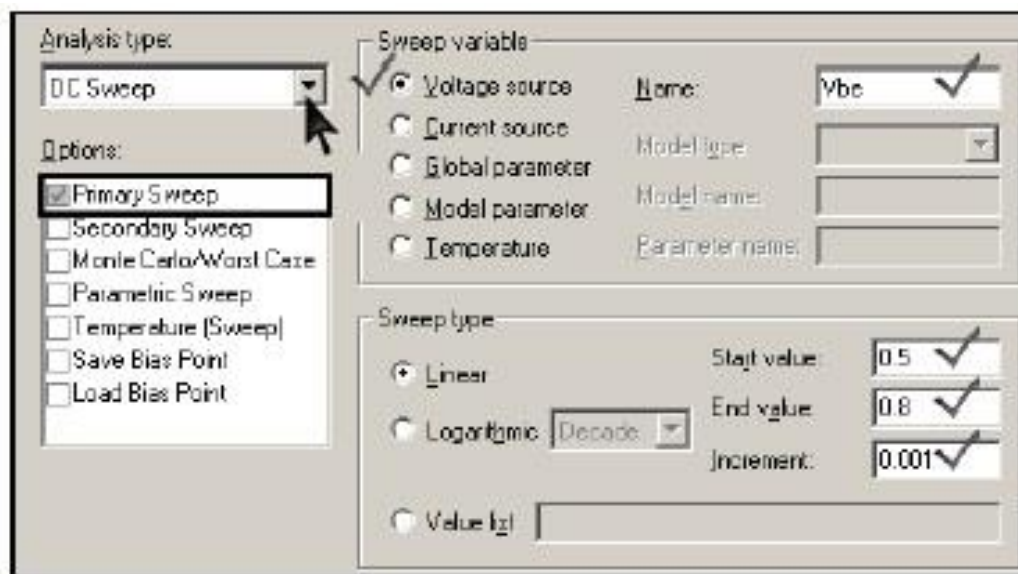 Analysis type:
DC Sweep
Options:
Primary Sweep
Secondary Sweep
Monte Carlo/Worst Case
Parametric Sweep
Temperature (Sweep)
Save Bias Point
Load Bias Point
Sweep variable
Voltage source
Current source
Global parameter
Model parameter
Temperature
Name: Vbe
Model type:
Model name:
Parameter name:
Sweep type
Linear
Logarithmic Decade
Value list
Start value: 0.5
End value: 0.8
Increment: 0.001